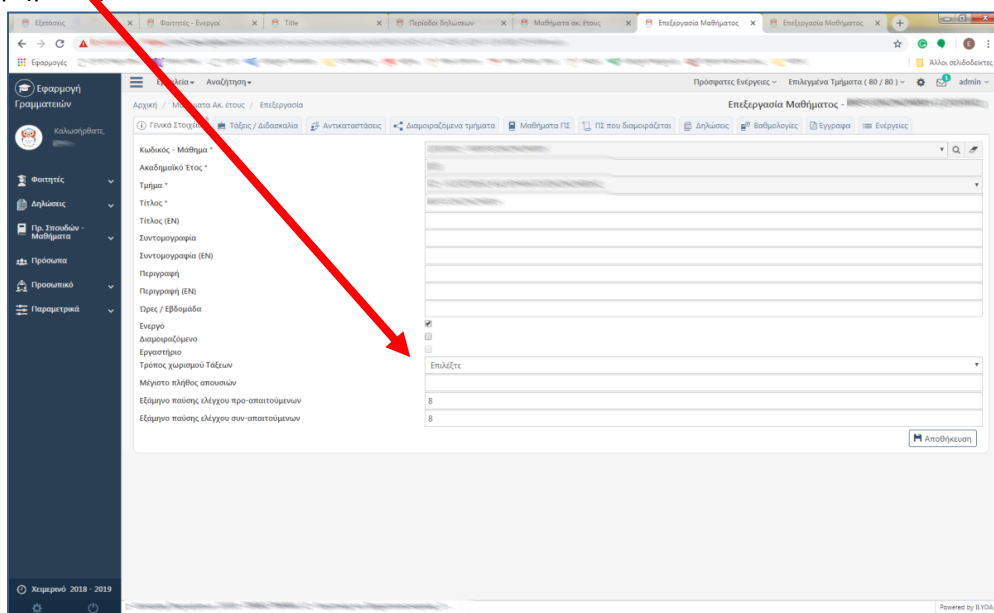 Εξετάσεις Φοιτητές - Ενεργοί Title Περίοδοι δηλώσεων Μαθήματα ακ. έτους Επεξεργασία Μαθήματος Επεξεργασία Μαθήματος
Εφαρμογές Άλλοι σελιδοδείκτες
Εφαρμογή Γραμματειών
Καλωσήρθατε,
Φοιτητές
Δηλώσεις
Πρ. Σπουδών - Μαθήματα
Πρόσωπα
Προσωπικό
Παραμετρικά
Χειμερινό 2018 - 2019
Αναζήτηση Πρόσφατες Ενέργειες Επιλεγμένα Τμήματα ( 80 / 80 ) 1 admin
Αρχική / Ακ. έτους / Επεξεργασία Επεξεργασία Μαθήματος -
Γενικά Τάξεις / Διδασκαλία Αντικαταστάσεις Διαμοιραζόμενα τμήματα Μαθήματα ΠΣ ΠΣ που διαμοιράζεται Δηλώσεις Βαθμολογίες Έγγραφα Ενέργειες
Κωδικός - Μάθημα *
Ακαδημαϊκό Έτος *
Τμήμα *
Τίτλος *
Τίτλος (EN)
Συντομογραφία
Συντομογραφία (EN)
Περιγραφή
Περιγραφή (EN)
Ώρες / Εβδομάδα
Ενεργό
Διαμοιραζόμενο
Εργαστήριο
Τρόπος χωρισμού Τάξεων Επιλέξτε
Μέγιστο πλήθος απουσιών
Εξάμηνο παύσης ελέγχου προ-απαιτούμενων 8
Εξάμηνο παύσης ελέγχου συν-απαιτούμενων 8
Αποθήκευση
Powered by ILYDA